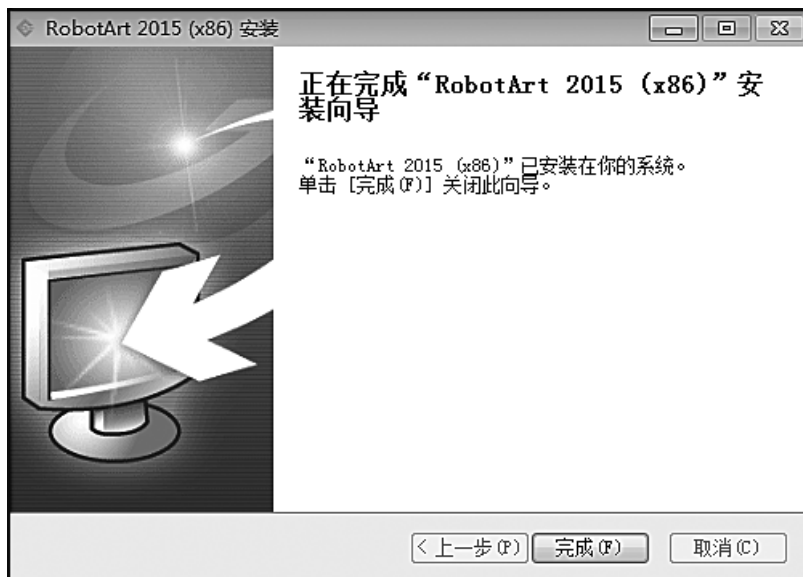 RobotArt 2015 (x86) 安装
正在完成“RobotArt 2015 (x86)”安
装向导
“RobotArt 2015 (x86)”已安装在你的系统。
单击 [完成(F)] 关闭此向导。
< 上一步(P) 完成(F) 取消(C)